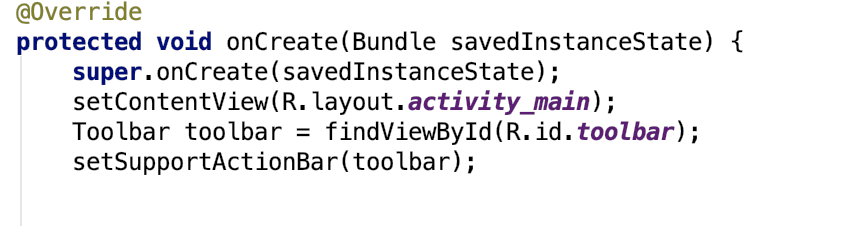 @Override
protected void onCreate(Bundle savedInstanceState) {
    super.onCreate(savedInstanceState);
    setContentView(R.layout.activity_main);
    Toolbar toolbar = findViewById(R.id.toolbar);
    setSupportActionBar(toolbar);